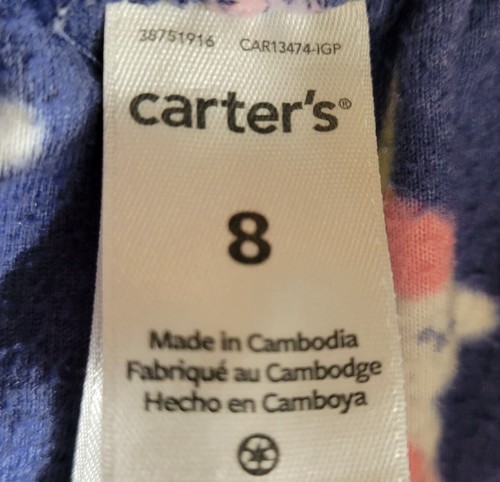 38751916 CAR13474-IGP
carter's®
8
Made in Cambodia
Fabriqué au Cambodge
Hecho en Camboya